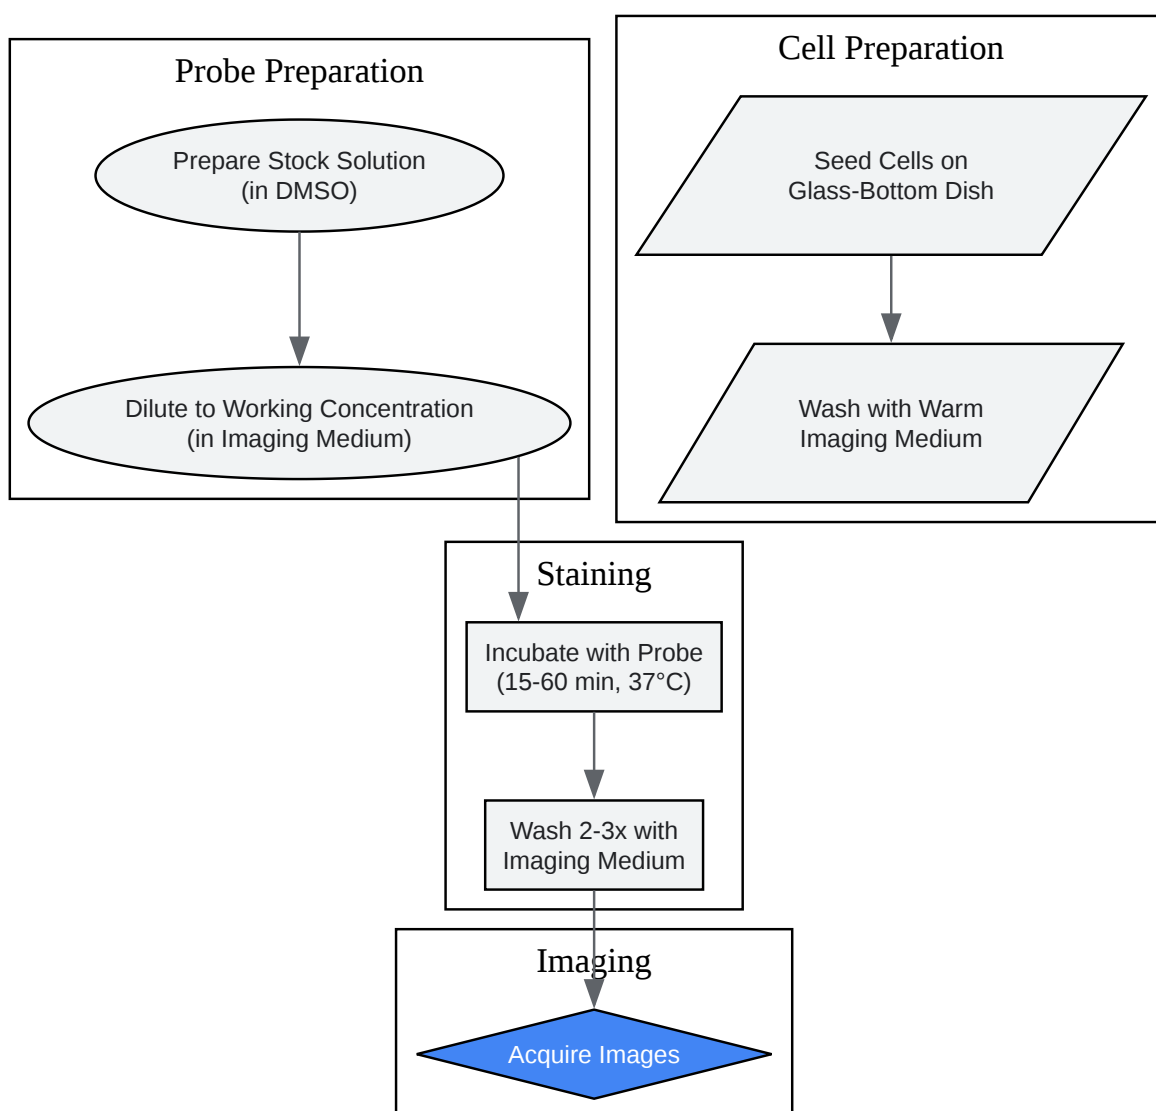 Probe Preparation
Prepare Stock Solution
(in DMSO)
Dilute to Working Concentration
(in Imaging Medium)
Cell Preparation
Seed Cells on
Glass-Bottom Dish
Wash with Warm
Imaging Medium
Staining
Incubate with Probe
(15-60 min, 37°C)
Wash 2-3x with
Imaging Medium
Imaging
Acquire Images